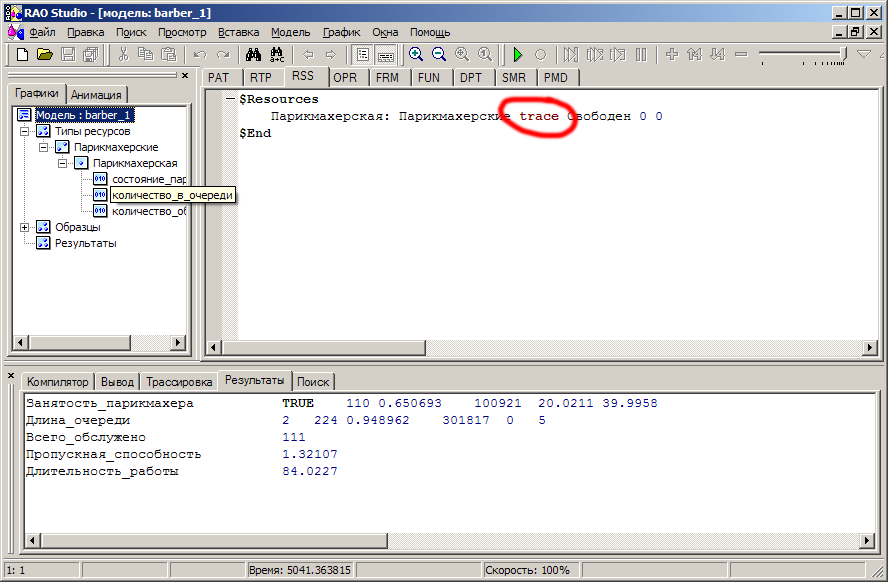 RAO Studio - [модель: barber_1]
Файл Правка Поиск Просмотр Вставка Модель График Окна Помощь
Графики Анимация
Модель : barber_1
Типы ресурсов
Парикмахерские
Парикмахерская
состояние_пар
количество_в_очереди
количество_об
Образцы
Результаты
PAT RTP RSS OPR FRM FUN DPT SMR PMD
$Resources
Парикмахерская: Парикмахерские trace Свободен 0 0
$End
Компилятор Вывод Трассировка Результаты Поиск
Занятость_парикмахера TRUE 110 0.650693 100921 20.0211 39.9958
Длина_очереди 2 224 0.948962 301817 0 5
Всего_обслужено 111
Пропускная_способность 1.32107
Длительность_работы 84.0227
1: 1 Время: 5041.363815 Скорость: 100%